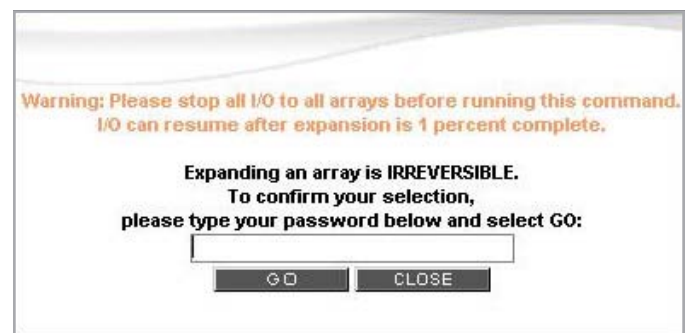 Warning: Please stop all I/O to all arrays before running this command.
I/O can resume after expansion is 1 percent complete.
Expanding an array is IRREVERSIBLE.
To confirm your selection,
please type your password below and select GO:
GO CLOSE